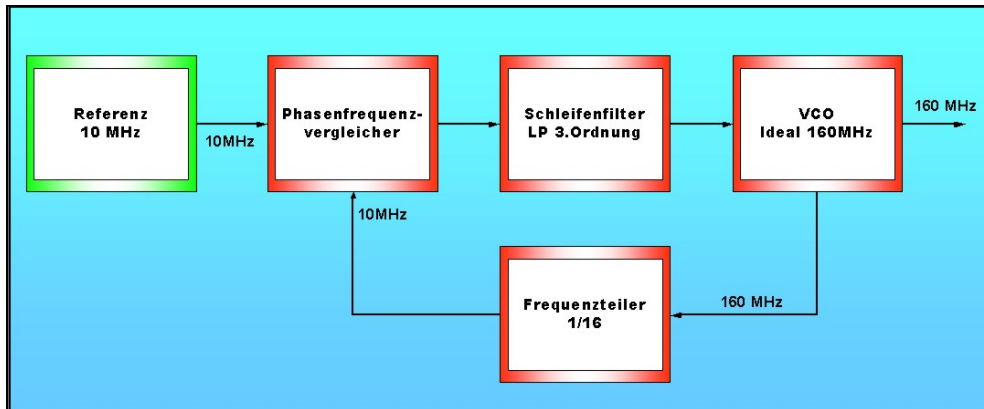 Referenz
10 MHz
10MHz
Phasenfrequenz-
vergleicher
Schleifenfilter
LP 3.Ordnung
VCO
Ideal 160MHz
160 MHz
10MHz
Frequenzteiler
1/16
160 MHz